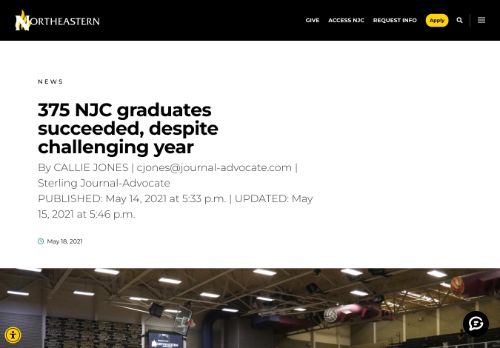 NORTHEASTERN
GIVE ACCESS NJC REQUEST INFO Apply
NEWS
375 NJC graduates
succeeded, despite
challenging year
By CALLIE JONES | cjones@journal-advocate.com |
Sterling Journal-Advocate
PUBLISHED: May 14, 2021 at 5:33 p.m. | UPDATED: May
15, 2021 at 5:46 p.m.
May 18, 2021